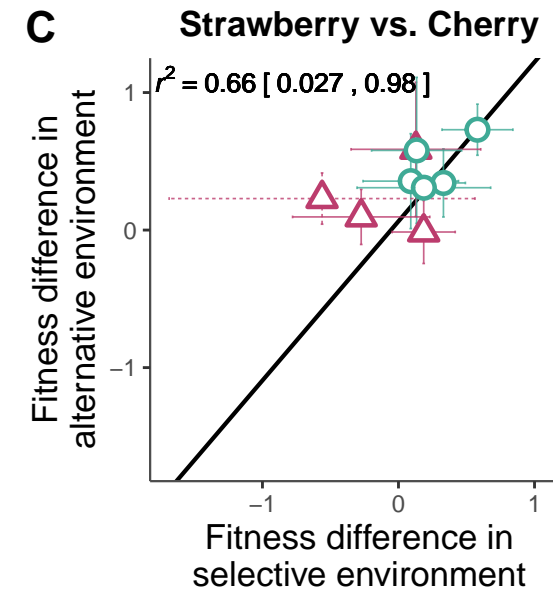 C
Strawberry vs. Cherry
r² = 0.66 [ 0.027 , 0.98 ]
Fitness difference in
alternative environment
1
0
−1
−1
0
1
Fitness difference in
selective environment